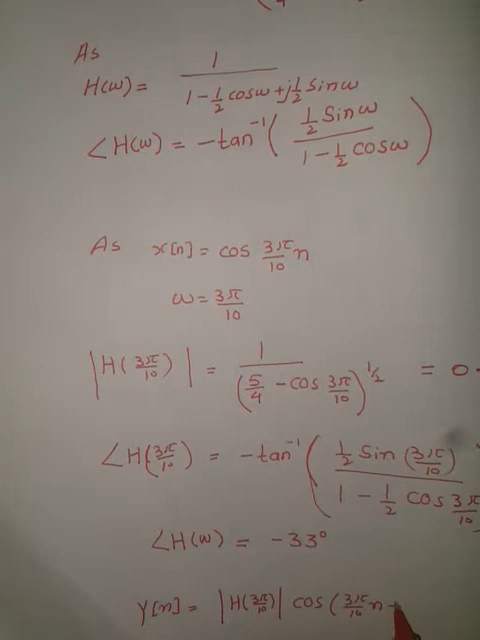 As
H(ω) = 1 / (1 - 1/2 cosω + j 1/2 Sinω)
∠H(ω) = -tan⁻¹ ( (1/2 Sinω) / (1 - 1/2 cosω) )
As x[n] = cos 3π/10 n
ω = 3π/10
|H(3π/10)| = 1 / (5/4 - cos 3π/10)^1/2 = 0.
∠H(3π/10) = -tan⁻¹ ( (1/2 Sin (3π/10)) / (1 - 1/2 cos 3π/10)
∠H(ω) = -33°
Y[n] = |H(3π/10)| cos (3π/10 n